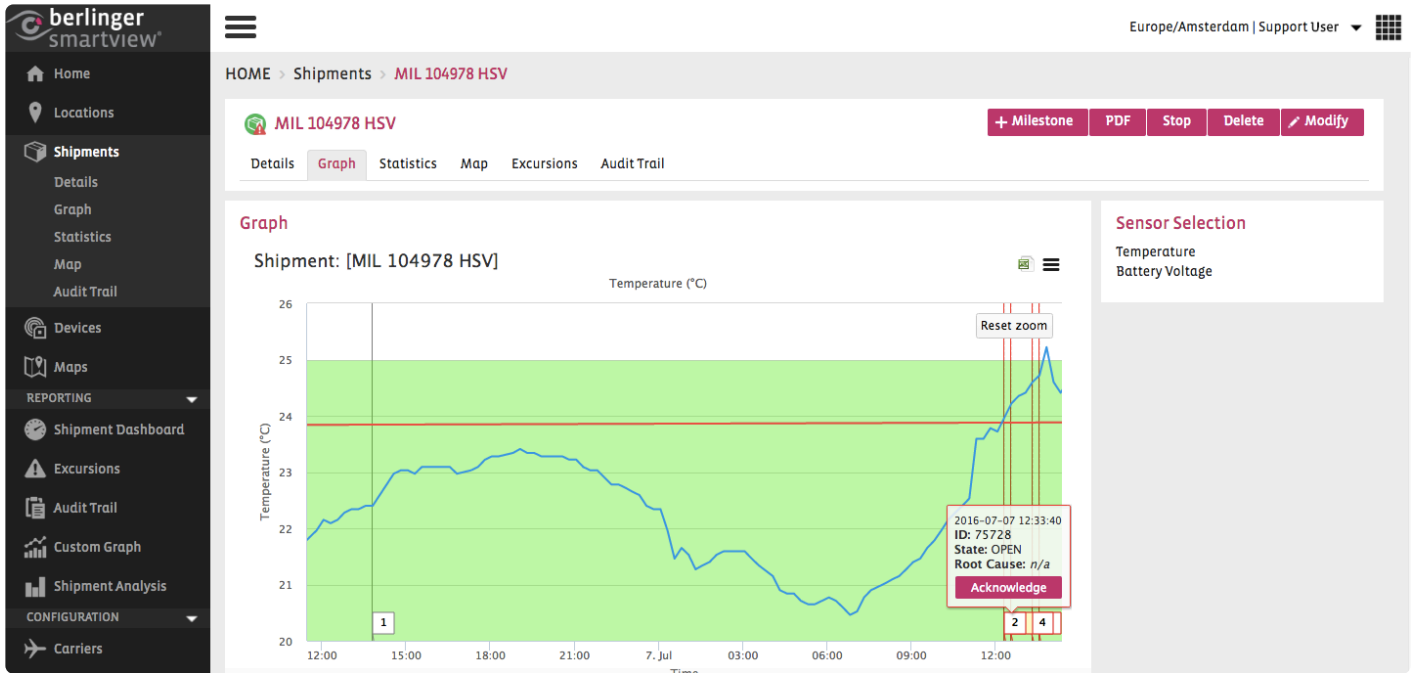 berlinger
smartview®
Europe/Amsterdam | Support User
Home
Locations
Shipments
Details
Graph
Statistics
Map
Audit Trail
Devices
Maps
REPORTING
Shipment Dashboard
Excursions
Audit Trail
Custom Graph
Shipment Analysis
CONFIGURATION
Carriers
HOME > Shipments > MIL 104978 HSV
MIL 104978 HSV
+ Milestone PDF Stop Delete Modify
Details Graph Statistics Map Excursions Audit Trail
Graph
Shipment: [MIL 104978 HSV]
Temperature (°C)
Reset zoom
Temperature (°C)
26
25
24
23
22
21
20
2016-07-07 12:33:40
ID: 75728
State: OPEN
Root Cause: n/a
Acknowledge
1 2 4
12:00 15:00 18:00 21:00 7. Jul 03:00 06:00 09:00 12:00
Time
Sensor Selection
Temperature
Battery Voltage